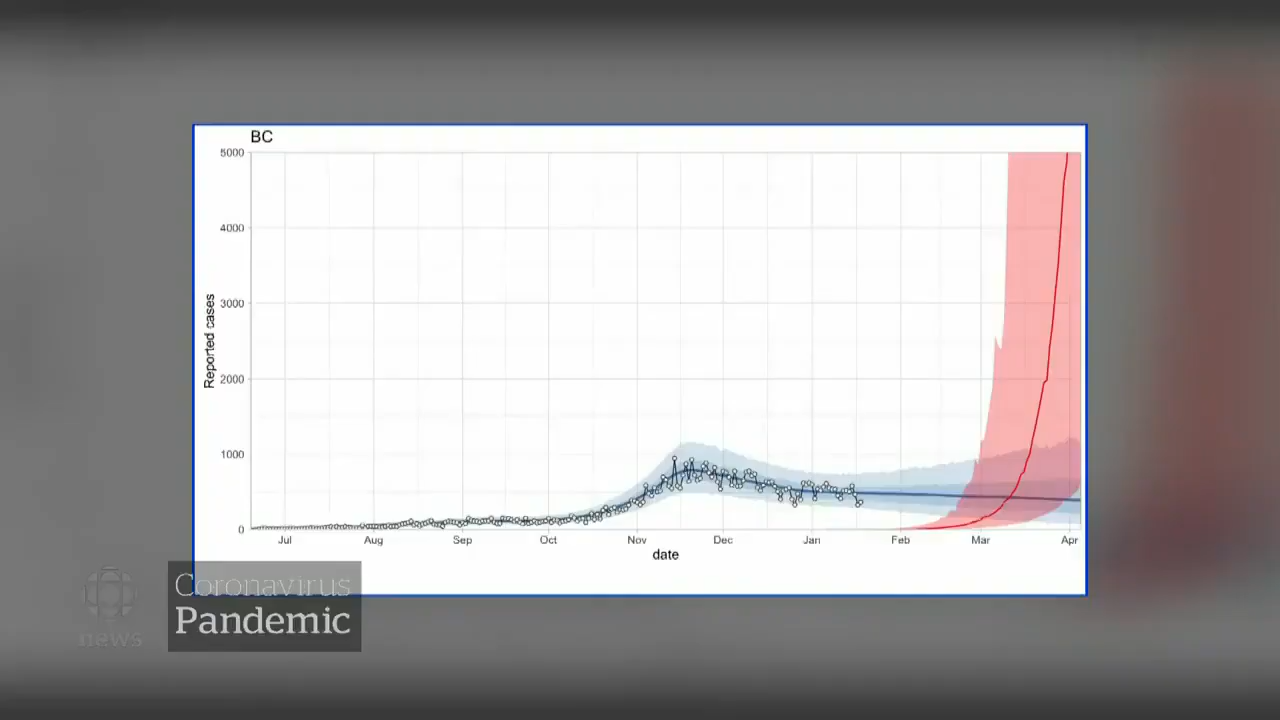 BC
5000
4000
3000
2000
1000
0
Reported cases
Jul Aug Sep Oct Nov Dec Jan Feb Mar Apr
date
Coronavirus
Pandemic
news